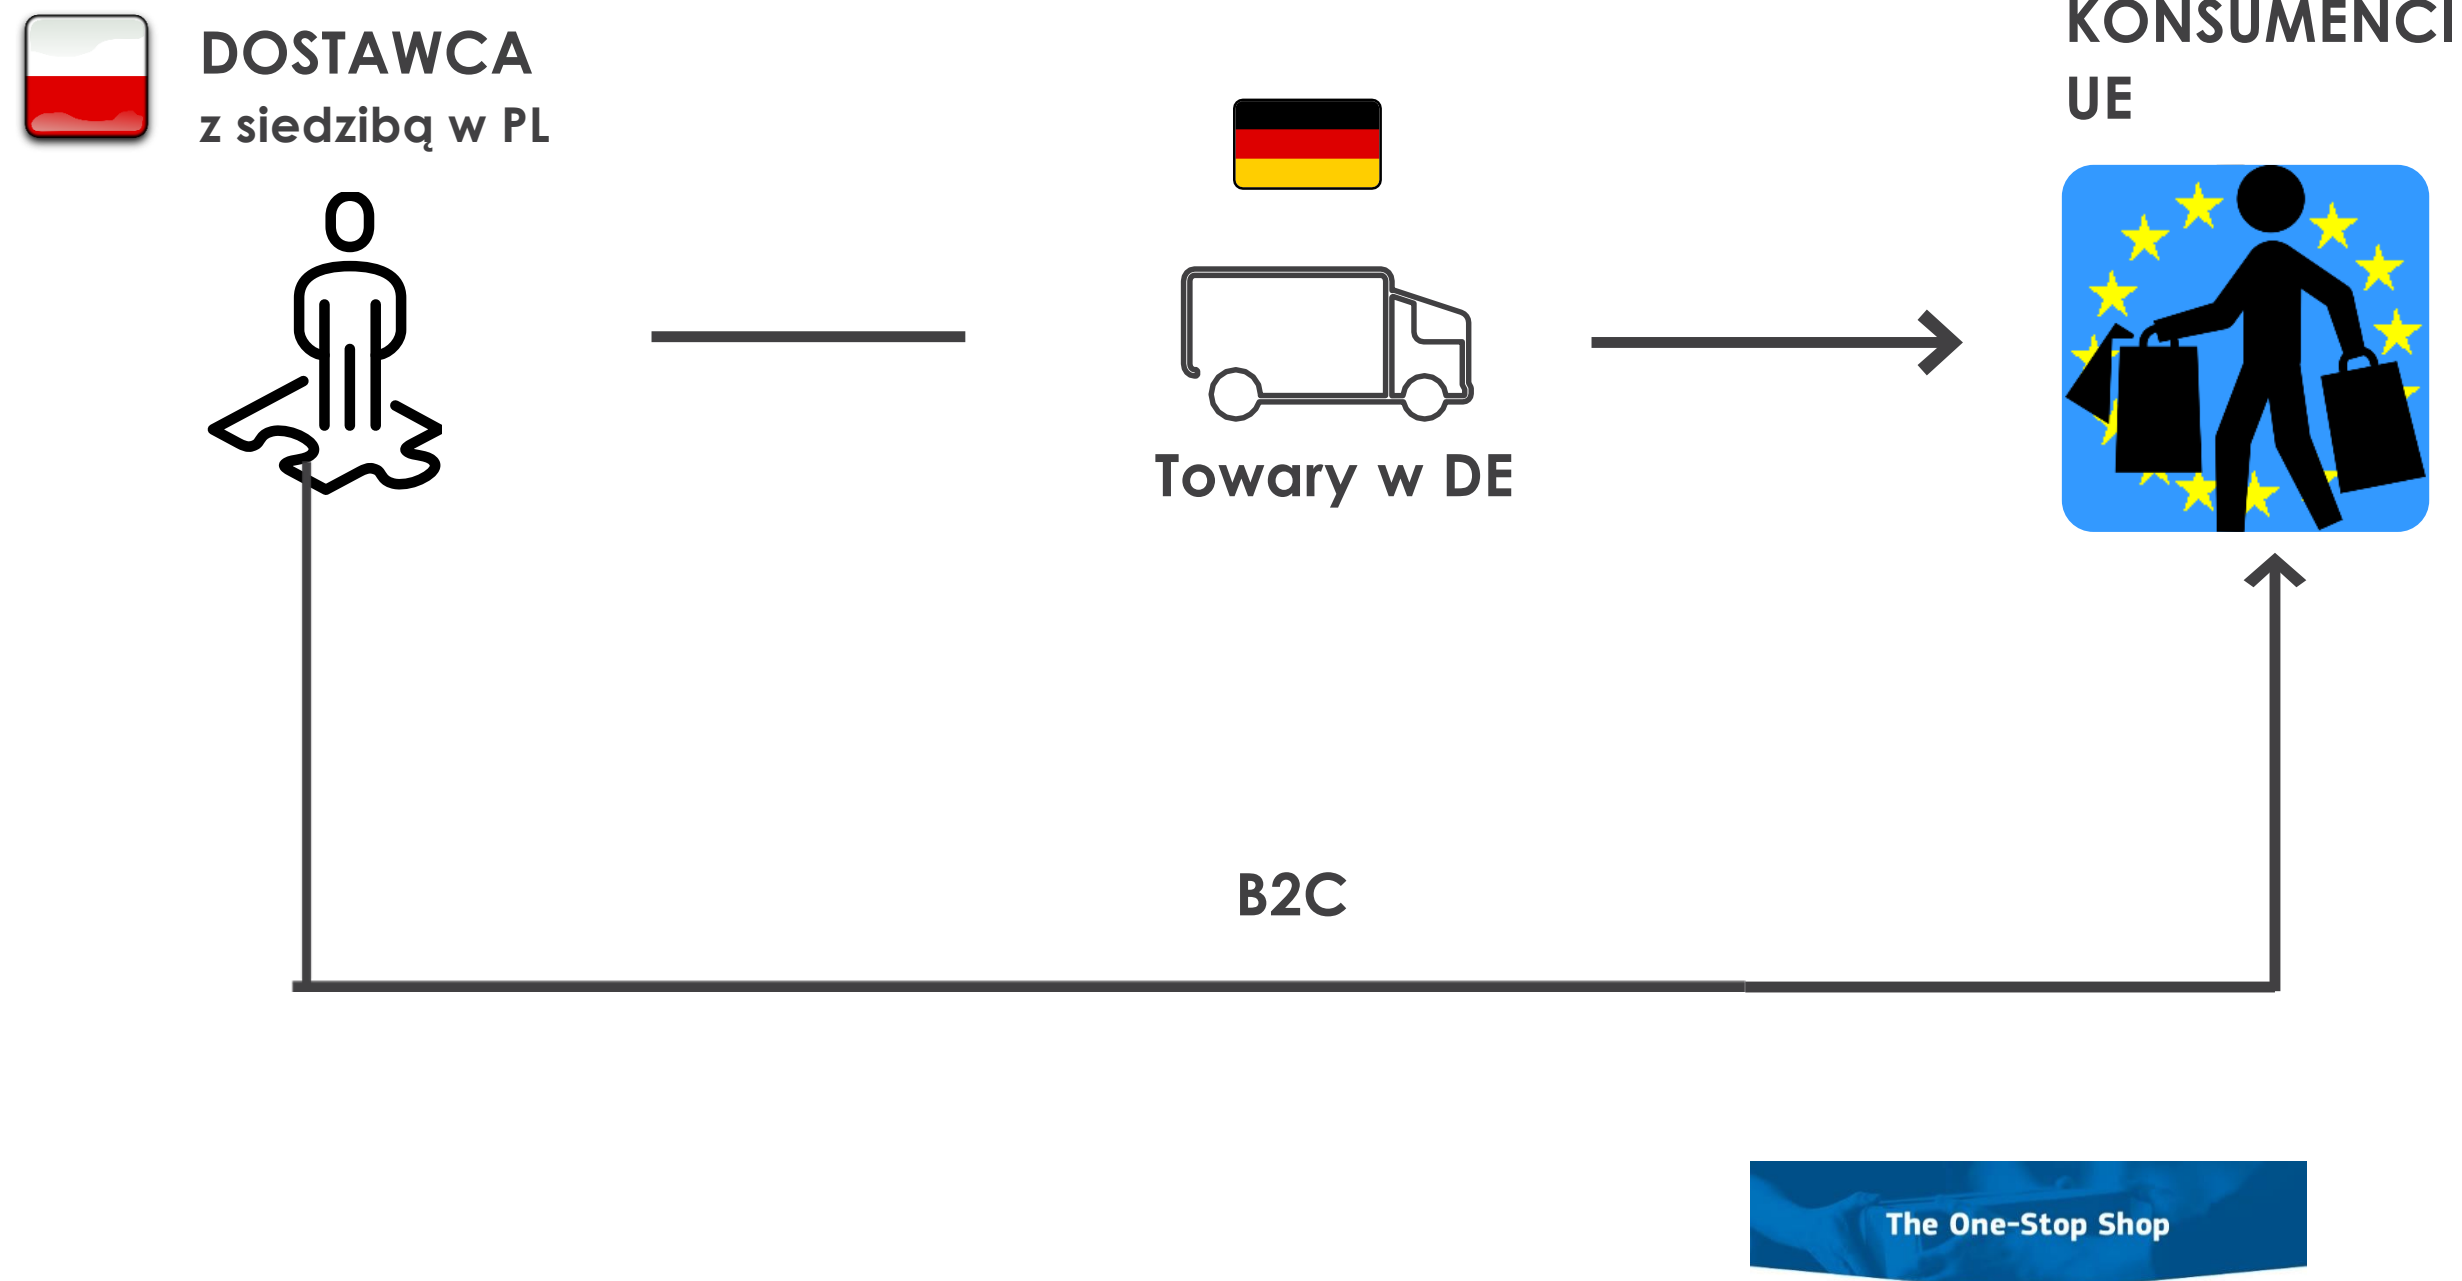 DOSTAWCA
z siedzibą w PL
KONSUMENCI
UE
Towary w DE
B2C
The One-Stop Shop